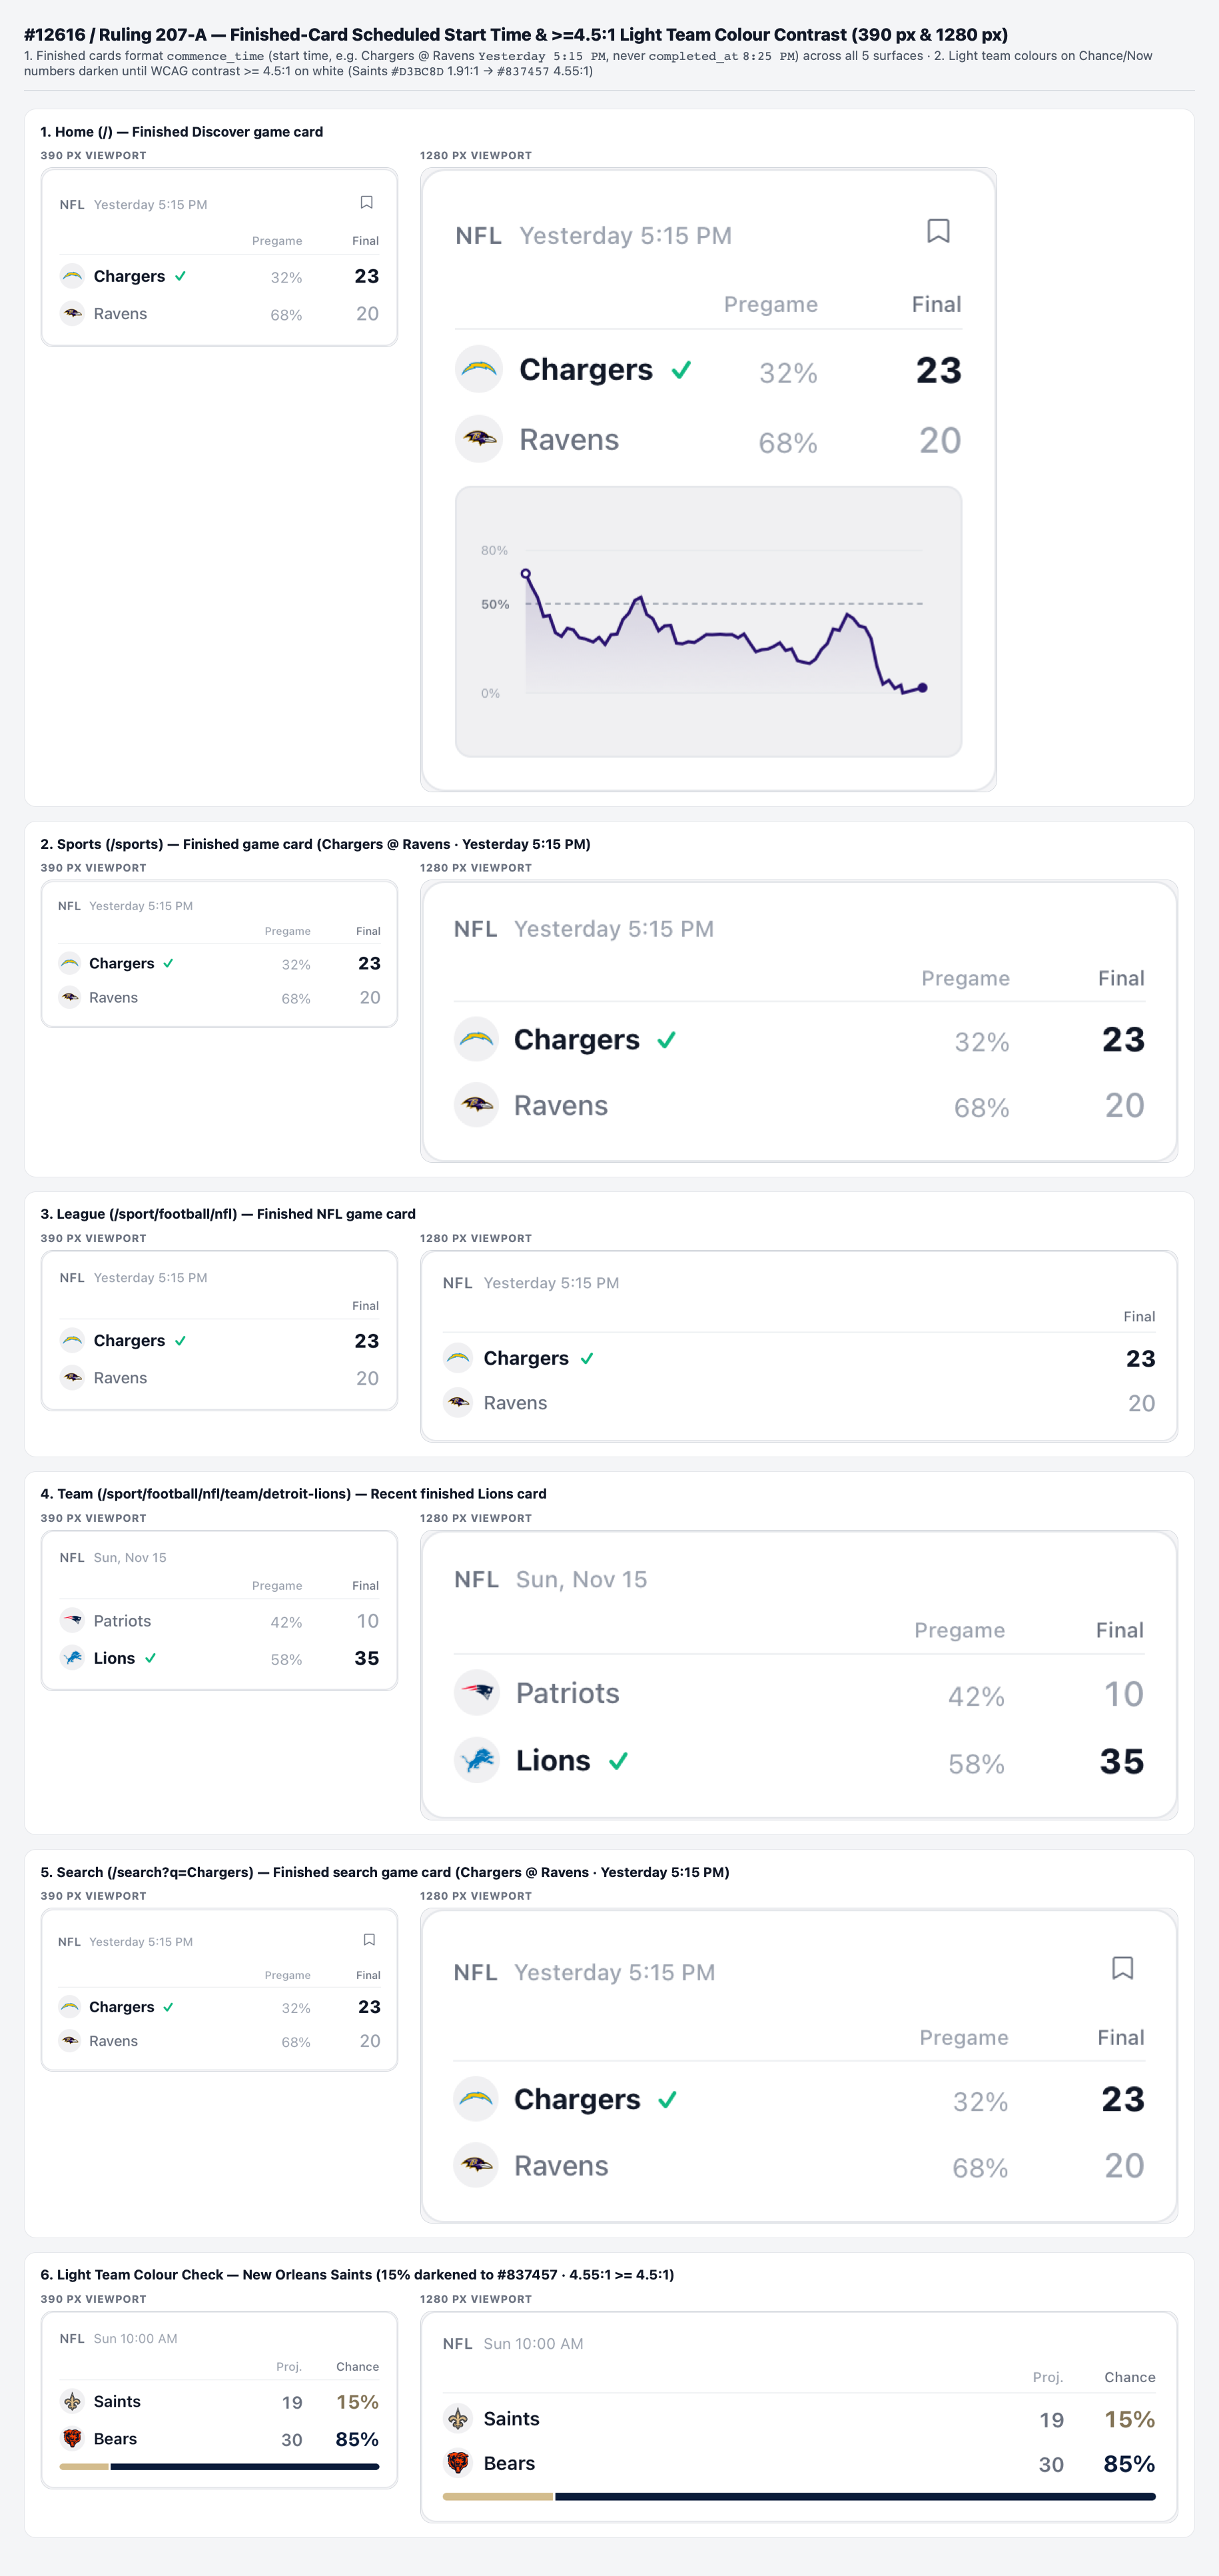 #12616 / Ruling 207-A — Finished-Card Scheduled Start Time & >=4.5:1 Light Team Colour Contrast (390 px & 1280 px)
1. Finished cards format commence_time (start time, e.g. Chargers @ Ravens Yesterday 5:15 PM, never completed_at 8:25 PM) across all 5 surfaces · 2. Light team colours on Chance/Now
numbers darken until WCAG contrast >= 4.5:1 on white (Saints #D3BC8D 1.91:1 → #837457 4.55:1)
1. Home (/) — Finished Discover game card
390 PX VIEWPORT
NFL Yesterday 5:15 PM
Pregame Final
Chargers 32% 23
Ravens 68% 20
1280 PX VIEWPORT
NFL Yesterday 5:15 PM
Pregame Final
Chargers 32% 23
Ravens 68% 20
80%
50%
0%
2. Sports (/sports) — Finished game card (Chargers @ Ravens · Yesterday 5:15 PM)
390 PX VIEWPORT
NFL Yesterday 5:15 PM
Pregame Final
Chargers 32% 23
Ravens 68% 20
1280 PX VIEWPORT
NFL Yesterday 5:15 PM
Pregame Final
Chargers 32% 23
Ravens 68% 20
3. League (/sport/football/nfl) — Finished NFL game card
390 PX VIEWPORT
NFL Yesterday 5:15 PM
Final
Chargers 23
Ravens 20
1280 PX VIEWPORT
NFL Yesterday 5:15 PM
Final
Chargers 23
Ravens 20
4. Team (/sport/football/nfl/team/detroit-lions) — Recent finished Lions card
390 PX VIEWPORT
NFL Sun, Nov 15
Pregame Final
Patriots 42% 10
Lions 58% 35
1280 PX VIEWPORT
NFL Sun, Nov 15
Pregame Final
Patriots 42% 10
Lions 58% 35
5. Search (/search?q=Chargers) — Finished search game card (Chargers @ Ravens · Yesterday 5:15 PM)
390 PX VIEWPORT
NFL Yesterday 5:15 PM
Pregame Final
Chargers 32% 23
Ravens 68% 20
1280 PX VIEWPORT
NFL Yesterday 5:15 PM
Pregame Final
Chargers 32% 23
Ravens 68% 20
6. Light Team Colour Check — New Orleans Saints (15% darkened to #837457 · 4.55:1 >= 4.5:1)
390 PX VIEWPORT
NFL Sun 10:00 AM
Proj. Chance
Saints 19 15%
Bears 30 85%
1280 PX VIEWPORT
NFL Sun 10:00 AM
Proj. Chance
Saints 19 15%
Bears 30 85%